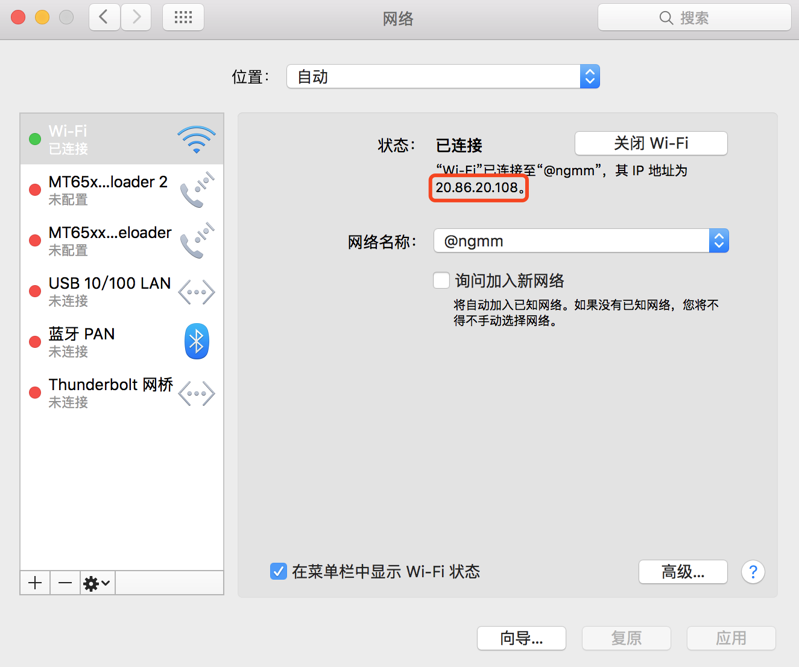 网络
搜索
位置：
自动
Wi-Fi
已连接
MT65x...loader 2
未配置
MT65xx...eloader
未配置
USB 10/100 LAN
未连接
蓝牙 PAN
未连接
Thunderbolt 网桥
未连接
状态：
已连接
关闭 Wi-Fi
“Wi-Fi”已连接至“@ngmm”，其 IP 地址为
20.86.20.108。
网络名称：
@ngmm
询问加入新网络
将自动加入已知网络。如果没有已知网络，您将不
得不手动选择网络。
在菜单栏中显示 Wi-Fi 状态
高级...
?
向导...
复原
应用